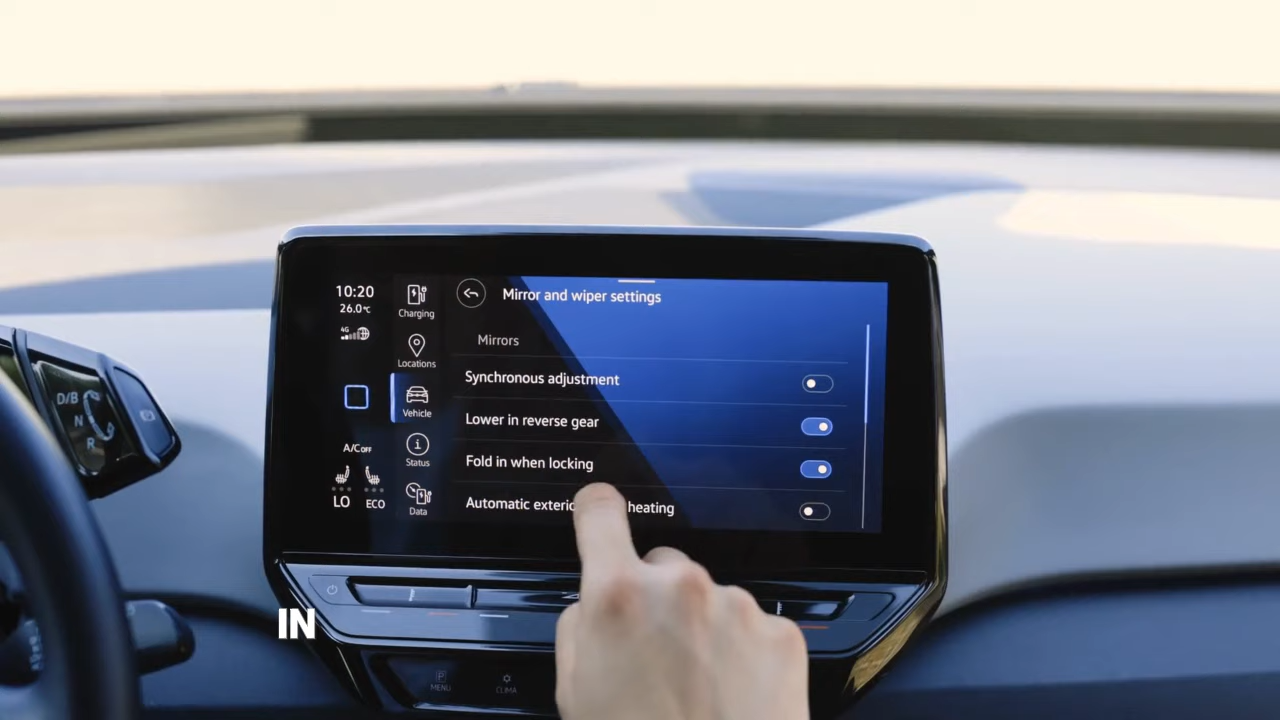 10:20
26.0°C
4G
Charging
Locations
Vehicle
Status
Data
A/C OFF
LO
ECO
Mirror and wiper settings
Mirrors
Synchronous adjustment
Lower in reverse gear
Fold in when locking
Automatic exterio heating
D/B
N
R
IN
P
MENU
CLIMA